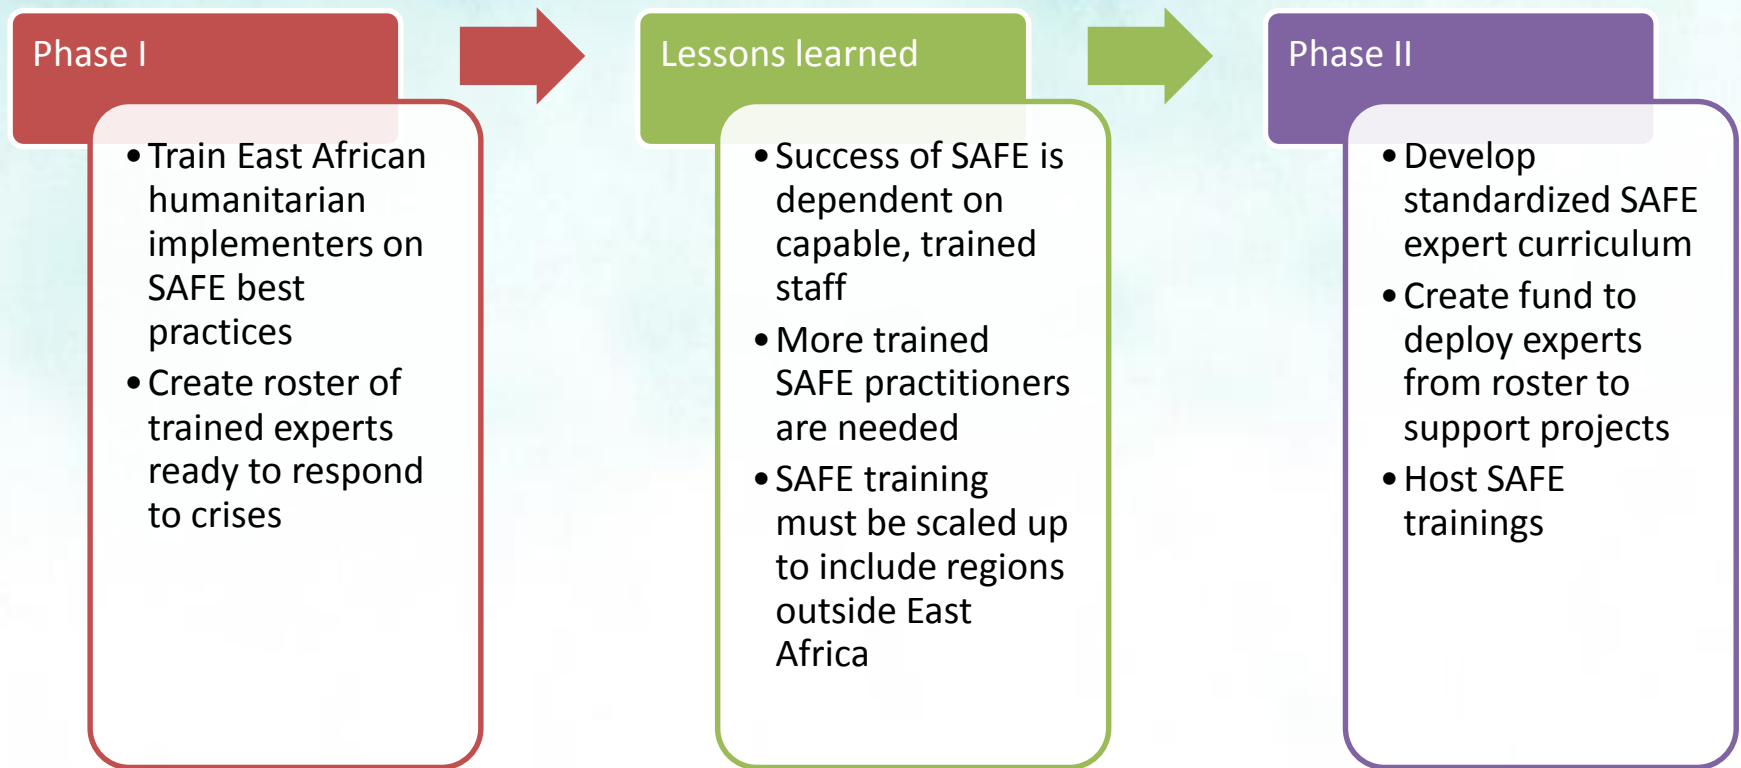 Phase I
• Train East African
humanitarian
implementers on
SAFE best
practices
• Create roster of
trained experts
ready to respond
to crises
Lessons learned
• Success of SAFE is
dependent on
capable, trained
staff
• More trained
SAFE practitioners
are needed
• SAFE training
must be scaled up
to include regions
outside East
Africa
Phase II
• Develop
standardized SAFE
expert curriculum
• Create fund to
deploy experts
from roster to
support projects
• Host SAFE
trainings